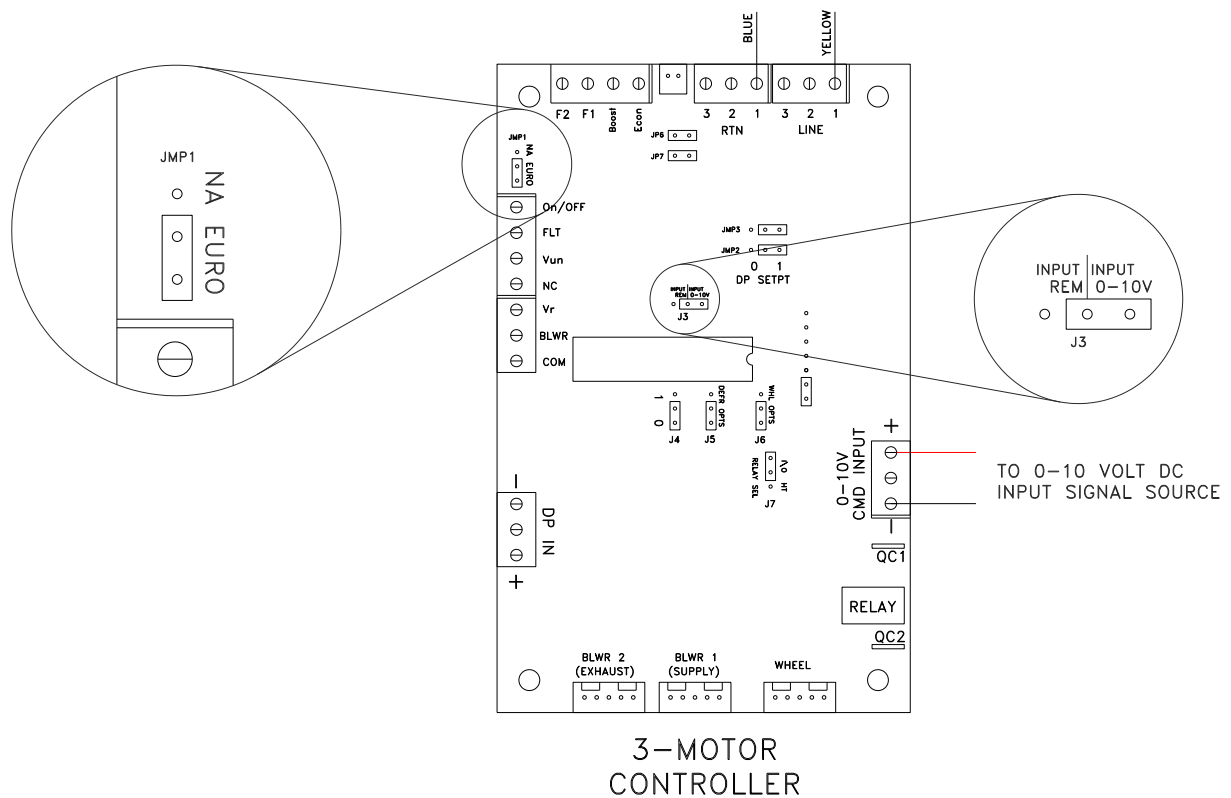 BLUE
YELLOW
F2 F1 Boost Econ
3 2 1
RTN
3 2 1
LINE
JMP1
NA EURO
JP6
JP7
JMP1
NA EURO
On/OFF
FLT
Vun
NC
Vr
BLWR
COM
JMP3
JMP2
0 1
DP SETPT
INPUT INPUT
REM 0-10V
J3
INPUT INPUT
REM 0-10V
J3
1 0
J4
DEFR OPTS
J5
WHL OPTS
J6
RELAY SEL
HT
J7
+
0-10V
CMD INPUT
-
TO 0-10 VOLT DC
INPUT SIGNAL SOURCE
-
DP IN
+
QC1
RELAY
QC2
BLWR 2
(EXHAUST)
BLWR 1
(SUPPLY)
WHEEL
3-MOTOR
CONTROLLER